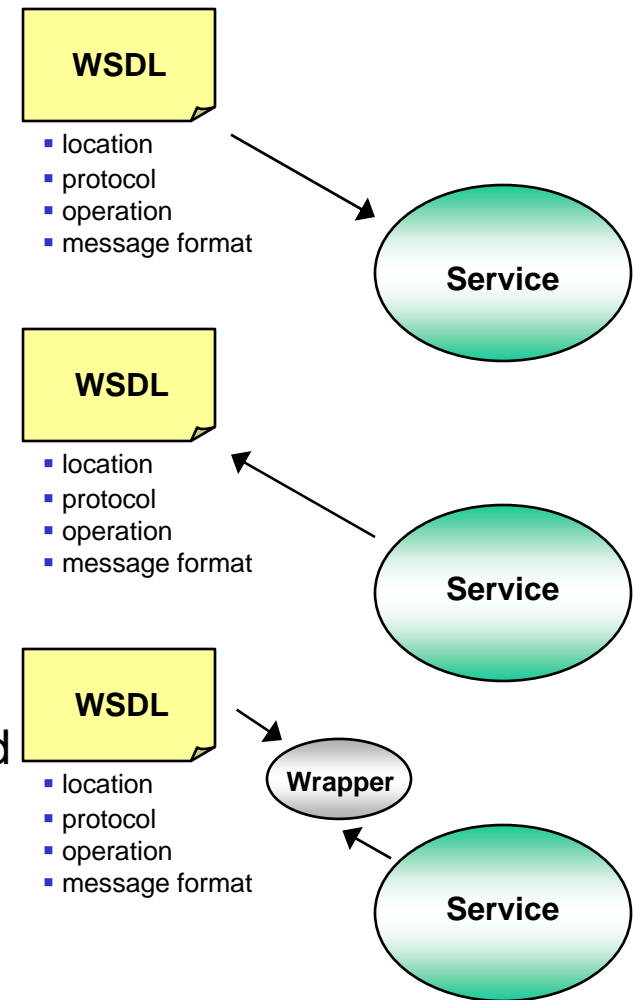 WSDL
▪ location
▪ protocol
▪ operation
▪ message format
Service
WSDL
▪ location
▪ protocol
▪ operation
▪ message format
Service
WSDL
d
▪ location
▪ protocol
▪ operation
▪ message format
Wrapper
Service